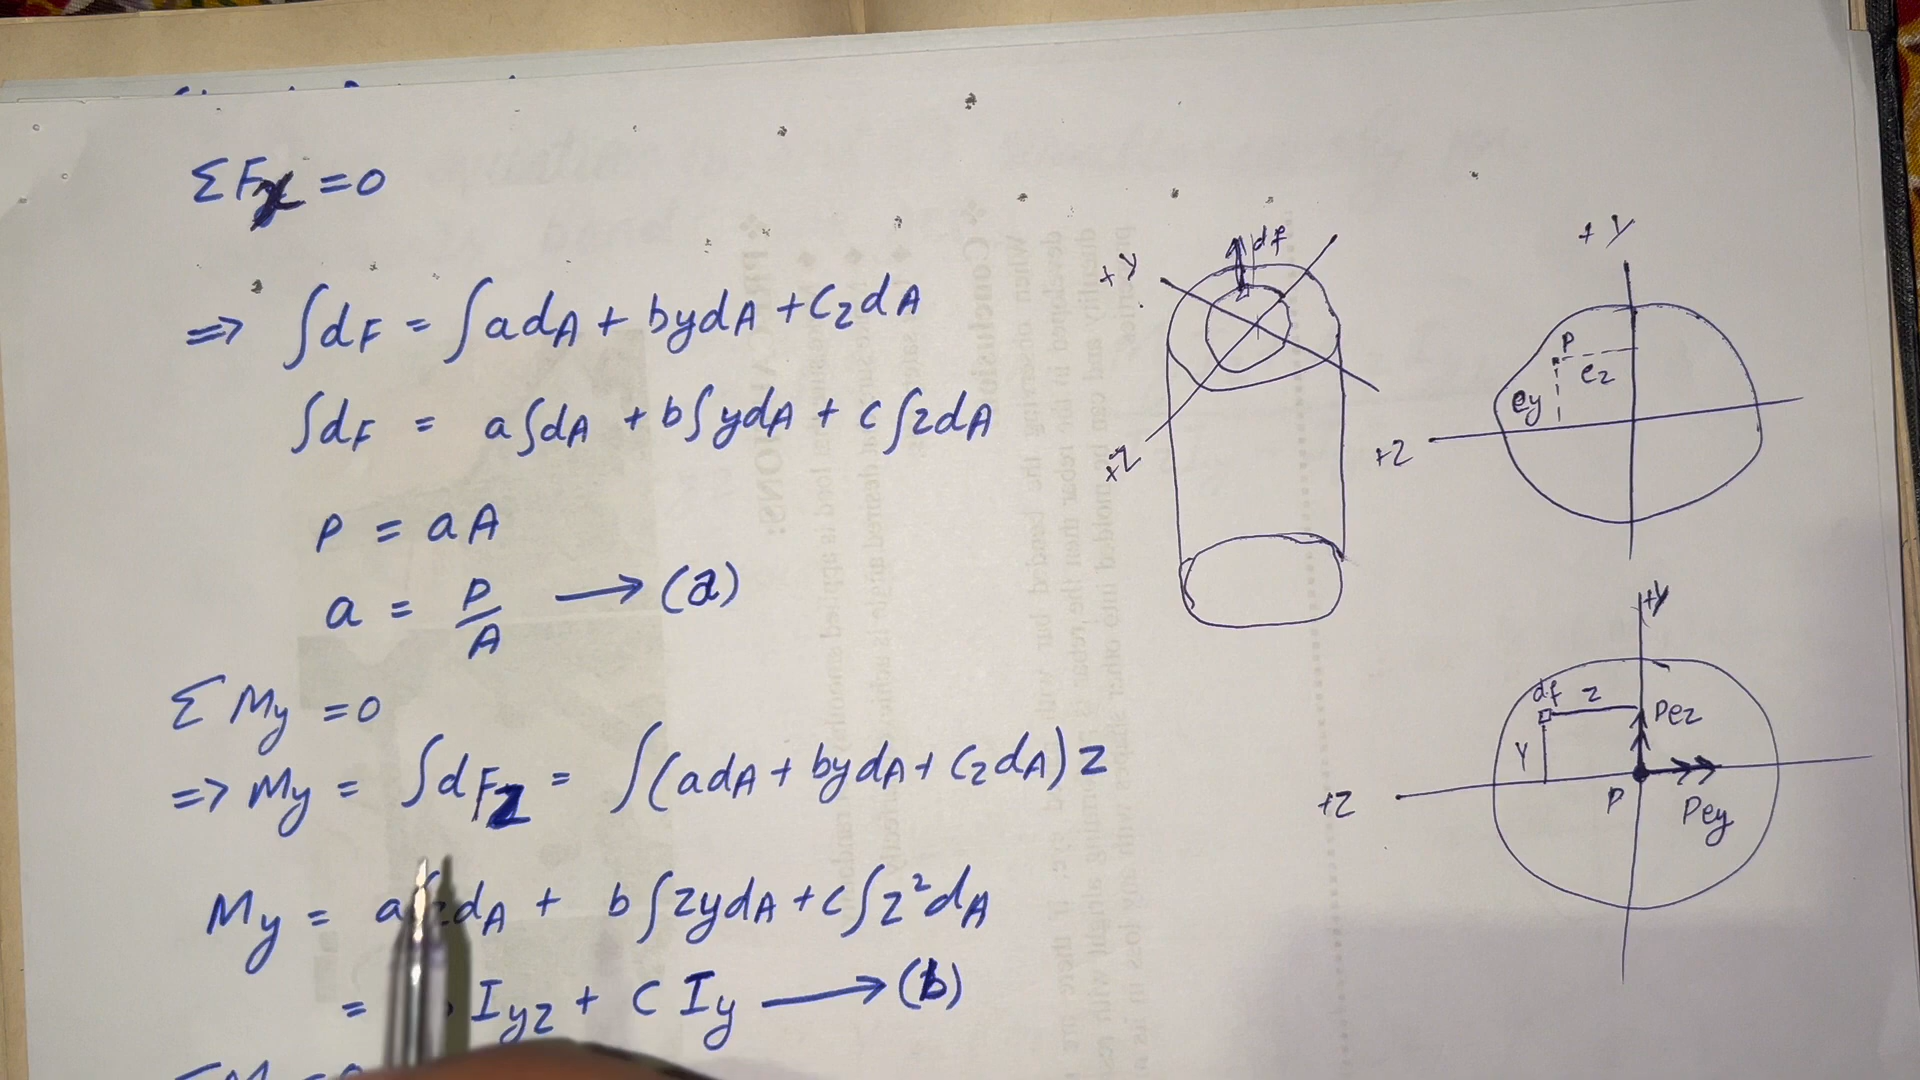 ΣFx = 0
⇒ ∫dF = ∫adA + bydA + CzdA
∫dF = a∫dA + b∫ydA + c∫zdA
P = aA
a = P/A ⟶ (a)
ΣMy = 0
⇒ My = ∫dFz = ∫(adA + bydA + CzdA)z
My = a∫zdA + b∫zydA + c∫z²dA
= Iyz + C Iy ⟶ (b)
df
+Y
+Z
+Y
P
ez
ey
+Z
+Y
df z
Pez
Y
+Z
P
Pey